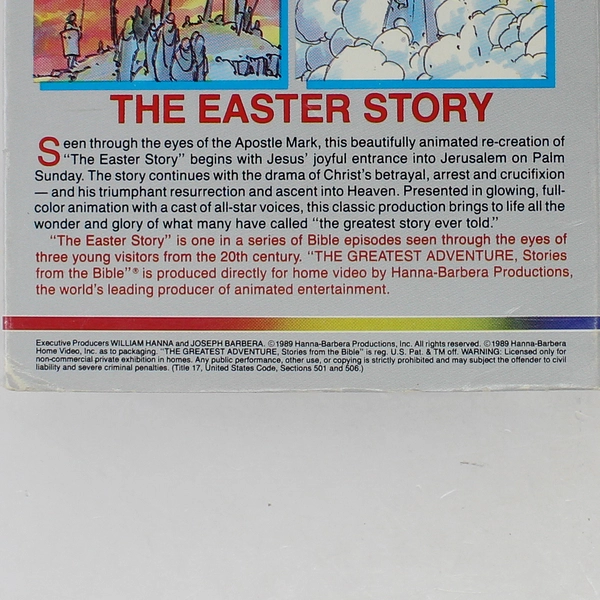 THE EASTER STORY
Seen through the eyes of the Apostle Mark, this beautifully animated re-creation of
“The Easter Story” begins with Jesus’ joyful entrance into Jerusalem on Palm
Sunday. The story continues with the drama of Christ’s betrayal, arrest and crucifixion
— and his triumphant resurrection and ascent into Heaven. Presented in glowing, full-
color animation with a cast of all-star voices, this classic production brings to life all the
wonder and glory of what many have called “the greatest story ever told.”
“The Easter Story” is one in a series of Bible episodes seen through the eyes of
three young visitors from the 20th century. “THE GREATEST ADVENTURE, Stories
from the Bible”® is produced directly for home video by Hanna-Barbera Productions,
the world’s leading producer of animated entertainment.
Executive Producers WILLIAM HANNA and JOSEPH BARBERA. ©1989 Hanna-Barbera Productions, Inc. All rights reserved. ©1989 Hanna-Barbera
Home Video, Inc. as to packaging. “THE GREATEST ADVENTURE, Stories from the Bible” is reg. U.S. Pat. & TM off. WARNING: Licensed only for
non-commercial private exhibition in homes. Any public performance, other use, or copying is strictly prohibited and may subject the offender to civil
liability and severe criminal penalties. (Title 17, United States Code, Sections 501 and 506.)